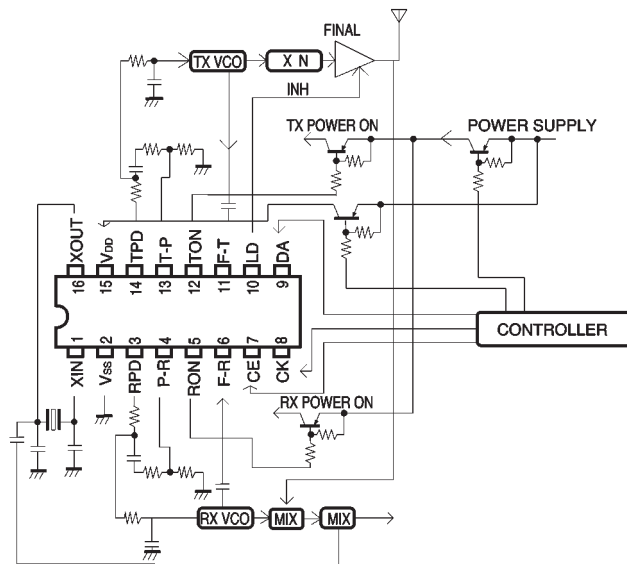 FINAL
TX VCO
X N
INH
TX POWER ON
POWER SUPPLY
XOUT
VDD
TPD
T-P
TON
F-T
LD
DA
16
15
14
13
12
11
10
9
CONTROLLER
1
2
3
4
5
6
7
8
XIN
VSS
RPD
P-R
RON
F-R
CE
CK
RX POWER ON
RX VCO
MIX
MIX